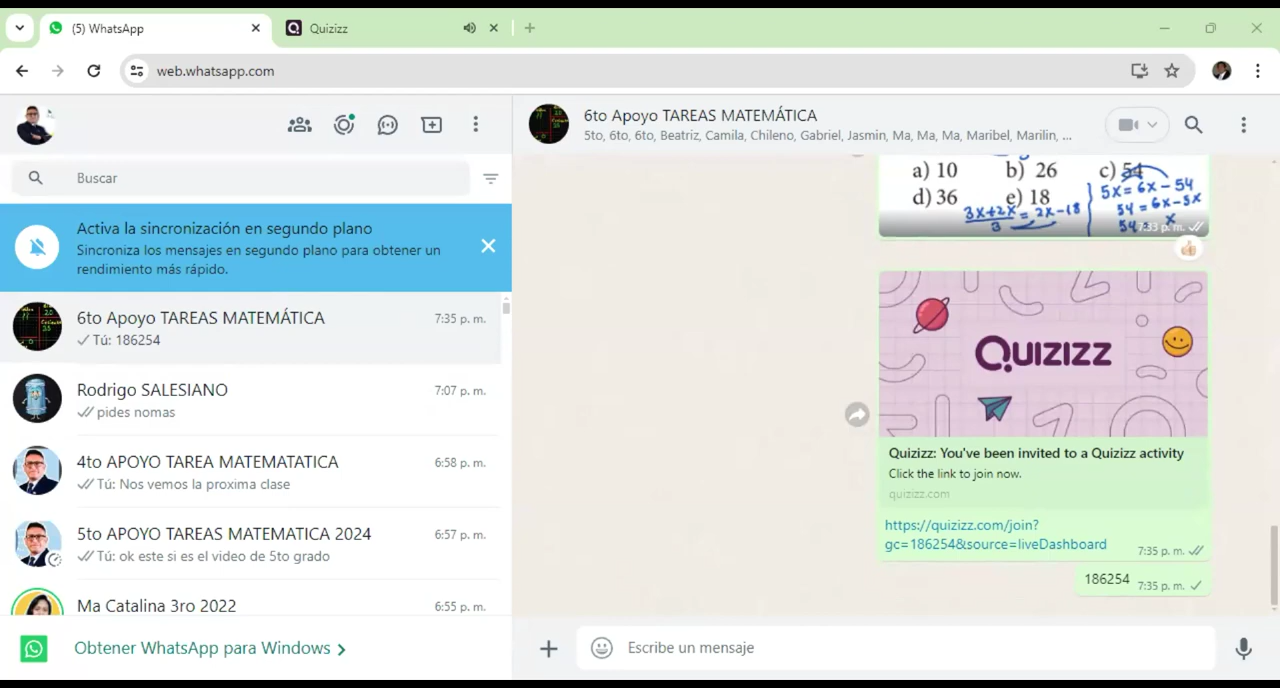 (5) WhatsApp
Quizizz
web.whatsapp.com
Buscar
Activa la sincronización en segundo plano
Sincroniza los mensajes en segundo plano para obtener un
rendimiento más rápido.
6to Apoyo TAREAS MATEMÁTICA
7:35 p. m.
Tú: 186254
Rodrigo SALESIANO
7:07 p. m.
pides nomas
4to APOYO TAREA MATEMATATICA
6:58 p. m.
Tú: Nos vemos la proxima clase
5to APOYO TAREAS MATEMATICA 2024
6:57 p. m.
Tú: ok este si es el video de 5to grado
Ma Catalina 3ro 2022
6:55 p. m.
Obtener WhatsApp para Windows
6to Apoyo TAREAS MATEMÁTICA
5to, 6to, 6to, Beatriz, Camila, Chileno, Gabriel, Jasmin, Ma, Ma, Ma, Maribel, Marilin, ...
a) 10 b) 26 c) 54
d) 36 e) 18
3x+2x/3 = 2x-18
5x=6x-54
54=6x-5x
54= x
7:33 p. m.
QUIZIZZ
Quizizz: You've been invited to a Quizizz activity
Click the link to join now.
quizizz.com
https://quizizz.com/join?
gc=186254&source=liveDashboard
7:35 p. m.
186254
7:35 p. m.
Escribe un mensaje